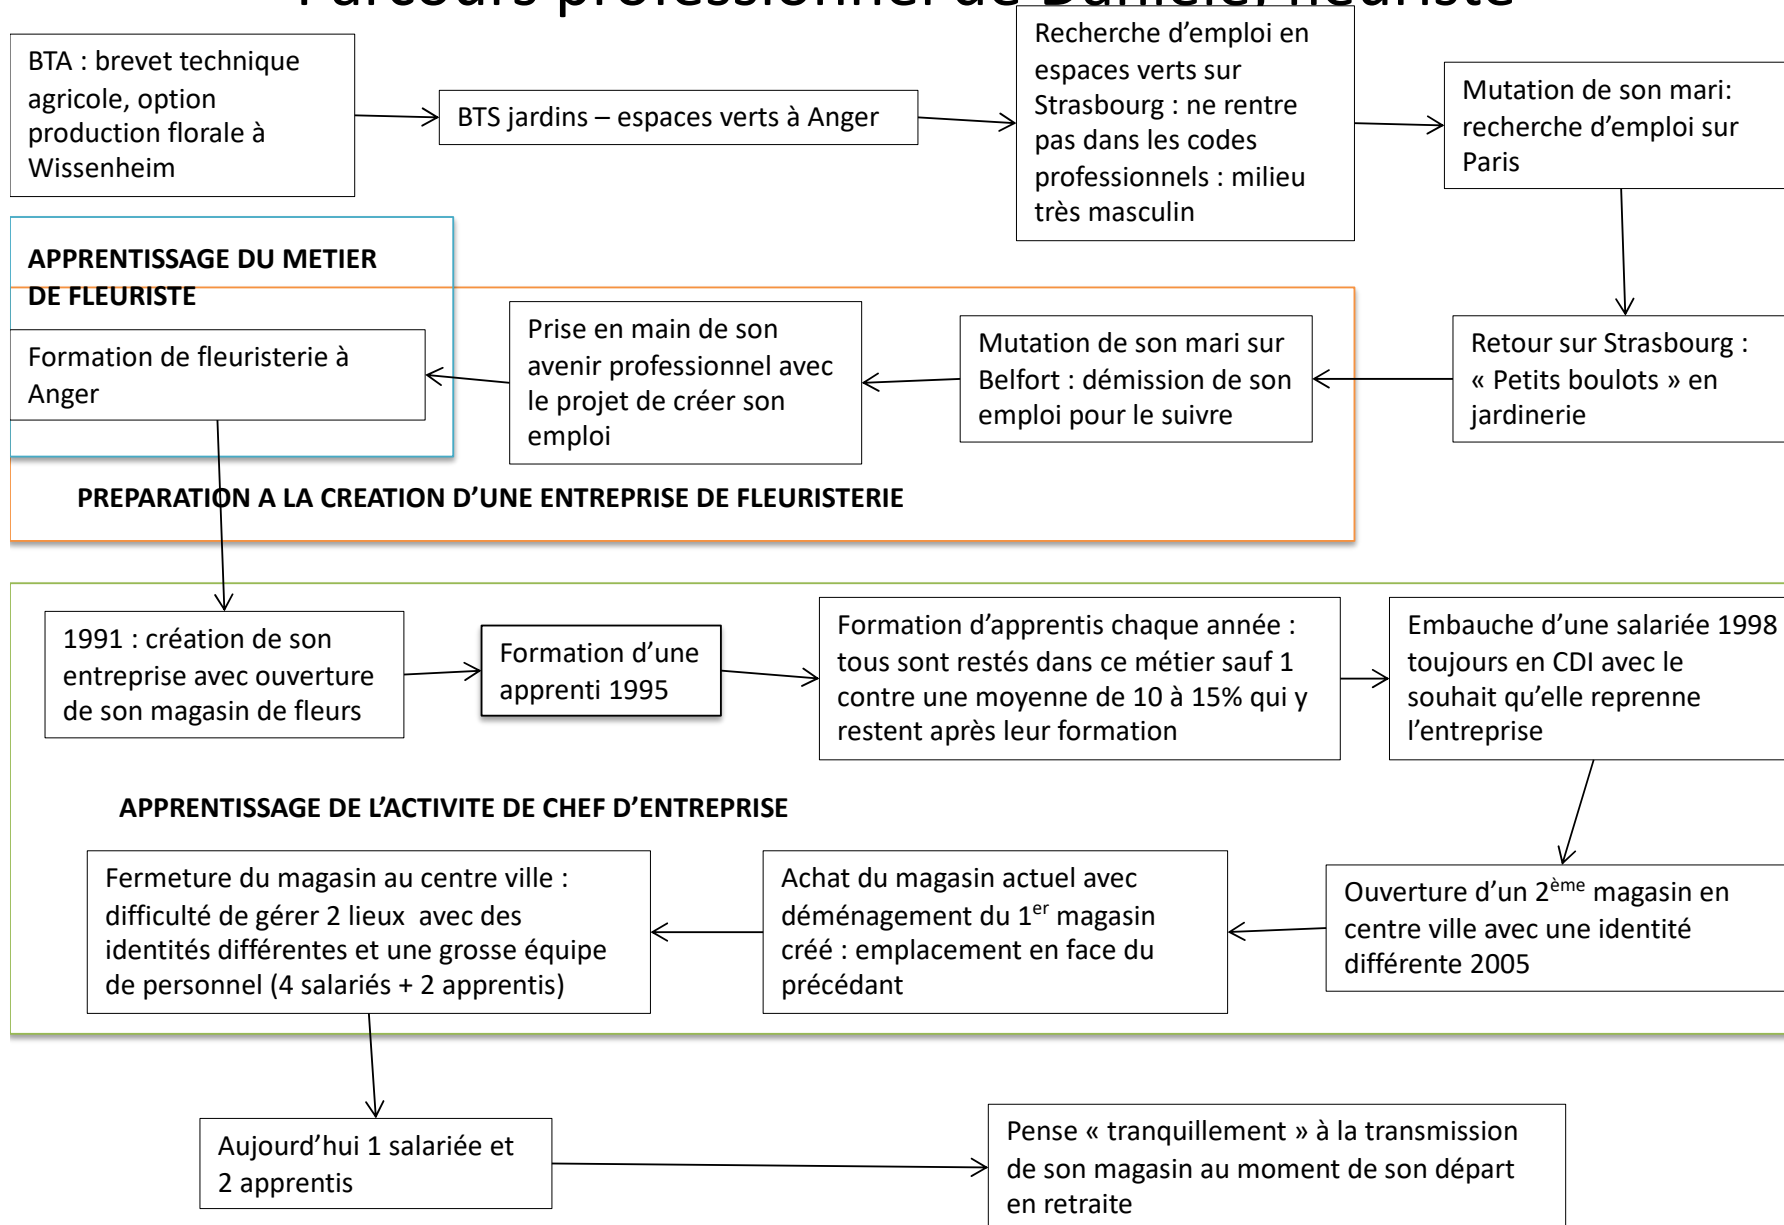 Parcours professionnel de Danièle, fleuriste
BTA : brevet technique
agricole, option
production florale à
Wissenheim
BTS jardins – espaces verts à Anger
Recherche d’emploi en
espaces verts sur
Strasbourg : ne rentre
pas dans les codes
professionnels : milieu
très masculin
Mutation de son mari:
recherche d’emploi sur
Paris
Retour sur Strasbourg :
« Petits boulots » en
jardinerie
Mutation de son mari sur
Belfort : démission de son
emploi pour le suivre
Prise en main de son
avenir professionnel avec
le projet de créer son
emploi
APPRENTISSAGE DU METIER
DE FLEURISTE
Formation de fleuristerie à
Anger
PREPARATION A LA CREATION D’UNE ENTREPRISE DE FLEURISTERIE
1991 : création de son
entreprise avec ouverture
de son magasin de fleurs
Formation d’une
apprenti 1995
Formation d’apprentis chaque année :
tous sont restés dans ce métier sauf 1
contre une moyenne de 10 à 15% qui y
restent après leur formation
Embauche d’une salariée 1998
toujours en CDI avec le
souhait qu’elle reprenne
l’entreprise
APPRENTISSAGE DE L’ACTIVITE DE CHEF D’ENTREPRISE
Ouverture d’un 2ème magasin en
centre ville avec une identité
différente 2005
Achat du magasin actuel avec
déménagement du 1er magasin
créé : emplacement en face du
précédant
Fermeture du magasin au centre ville :
difficulté de gérer 2 lieux  avec des
identités différentes et une grosse équipe
de personnel (4 salariés + 2 apprentis)
Aujourd’hui 1 salariée et
2 apprentis
Pense « tranquillement » à la transmission
de son magasin au moment de son départ
en retraite